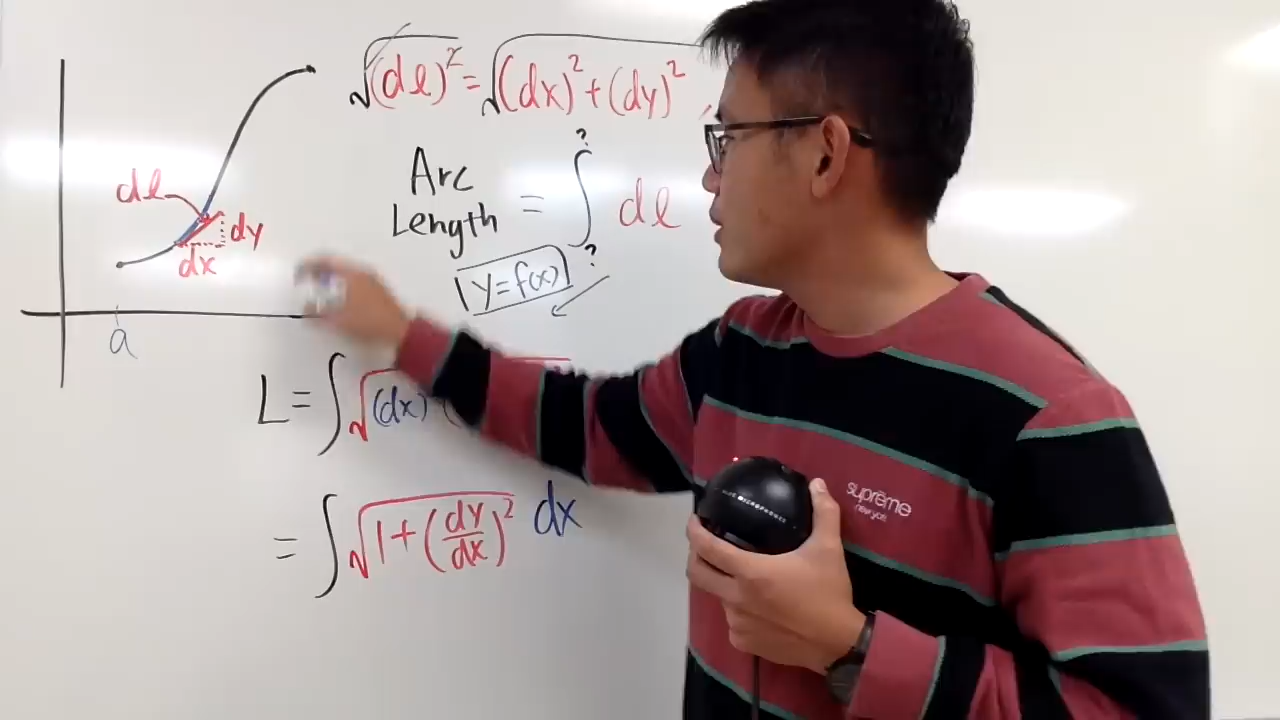 √(dl)² = √(dx)² + (dy)²
Arc
Length = ∫ dl
?
?
y=f(x)
dl
dy
dx
a
L = ∫ √(dx)
= ∫ √1 + (dy/dx)² dx
suprême
new york